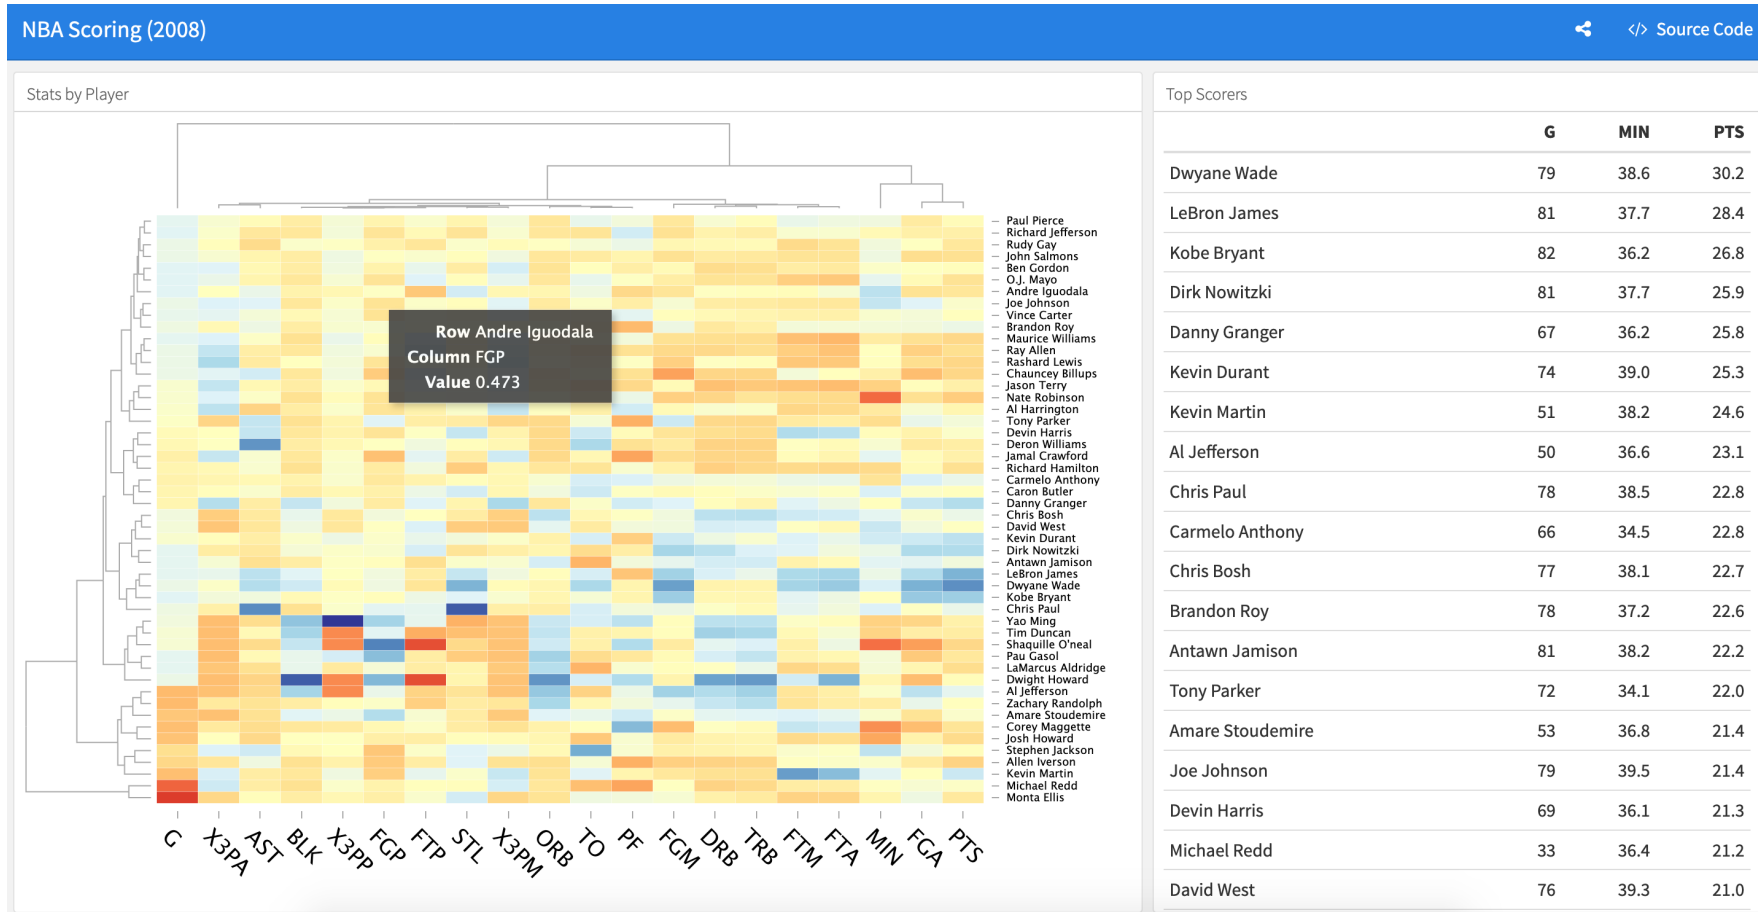 NBA Scoring (2008)
</> Source Code
Stats by Player
Row Andre Iguodala
Column FGP
Value 0.473
Paul Pierce
Richard Jefferson
Rudy Gay
John Salmons
Ben Gordon
O.J. Mayo
Andre Iguodala
Joe Johnson
Vince Carter
Brandon Roy
Maurice Williams
Ray Allen
Rashard Lewis
Chauncey Billups
Jason Terry
Nate Robinson
Al Harrington
Tony Parker
Devin Harris
Deron Williams
Jamal Crawford
Richard Hamilton
Carmelo Anthony
Caron Butler
Danny Granger
Chris Bosh
David West
Kevin Durant
Dirk Nowitzki
Antawn Jamison
LeBron James
Dwyane Wade
Kobe Bryant
Chris Paul
Yao Ming
Tim Duncan
Shaquille O'neal
Pau Gasol
LaMarcus Aldridge
Dwight Howard
Al Jefferson
Zachary Randolph
Amare Stoudemire
Corey Maggette
Josh Howard
Stephen Jackson
Allen Iverson
Kevin Martin
Michael Redd
Monta Ellis
G X3PA AST BLK X3PP FGP FTP STL X3PM ORB TO PF FGM DRB TRB FTM FTA MIN FGA PTS
Top Scorers
G MIN PTS
Dwyane Wade 79 38.6 30.2
LeBron James 81 37.7 28.4
Kobe Bryant 82 36.2 26.8
Dirk Nowitzki 81 37.7 25.9
Danny Granger 67 36.2 25.8
Kevin Durant 74 39.0 25.3
Kevin Martin 51 38.2 24.6
Al Jefferson 50 36.6 23.1
Chris Paul 78 38.5 22.8
Carmelo Anthony 66 34.5 22.8
Chris Bosh 77 38.1 22.7
Brandon Roy 78 37.2 22.6
Antawn Jamison 81 38.2 22.2
Tony Parker 72 34.1 22.0
Amare Stoudemire 53 36.8 21.4
Joe Johnson 79 39.5 21.4
Devin Harris 69 36.1 21.3
Michael Redd 33 36.4 21.2
David West 76 39.3 21.0